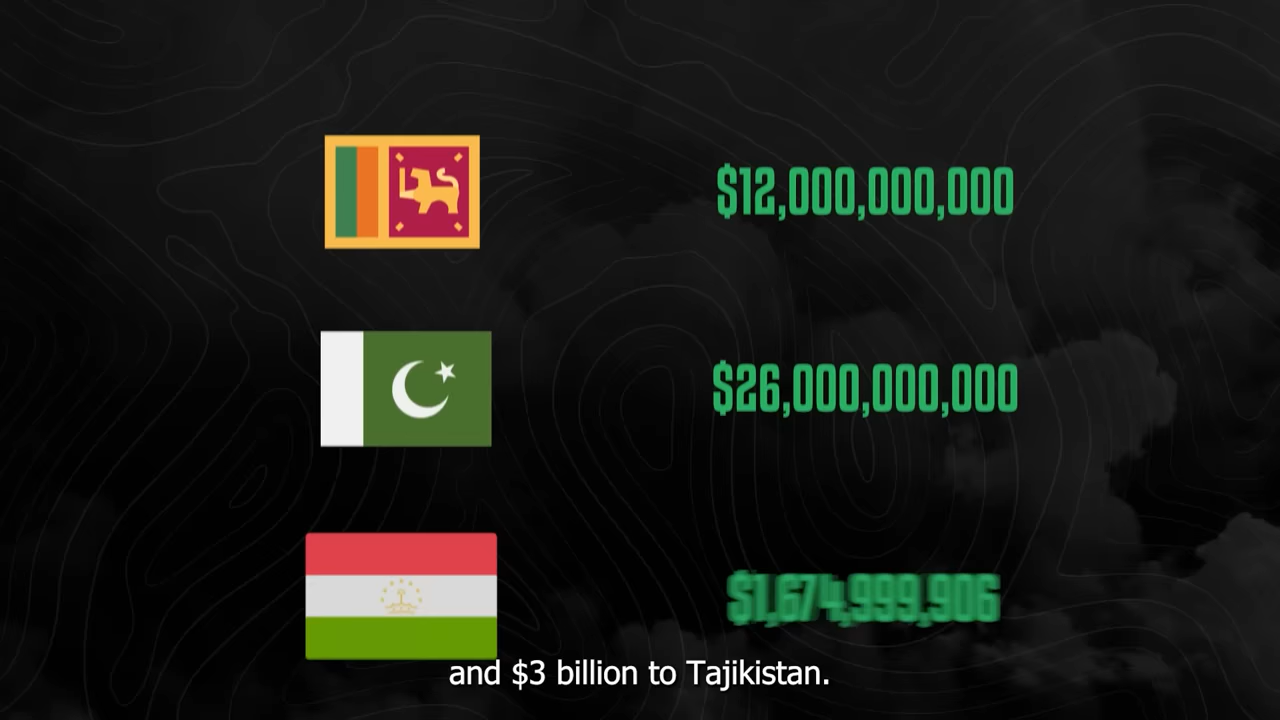 $12,000,000,000
$26,000,000,000
$1,674,999,906
and $3 billion to Tajikistan.